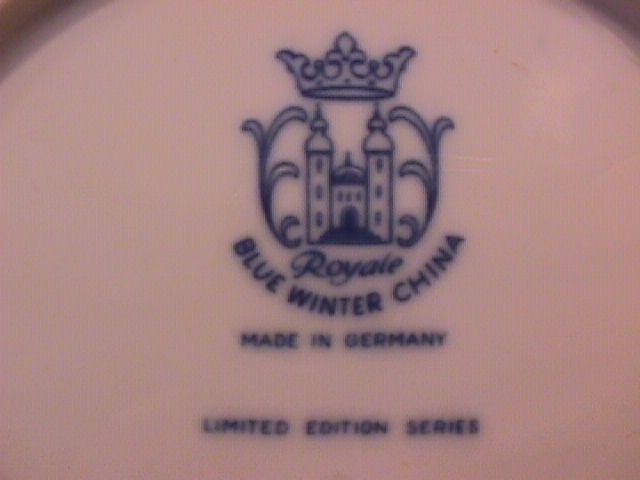 Royale
BLUE WINTER CHINA
MADE IN GERMANY
LIMITED EDITION SERIES